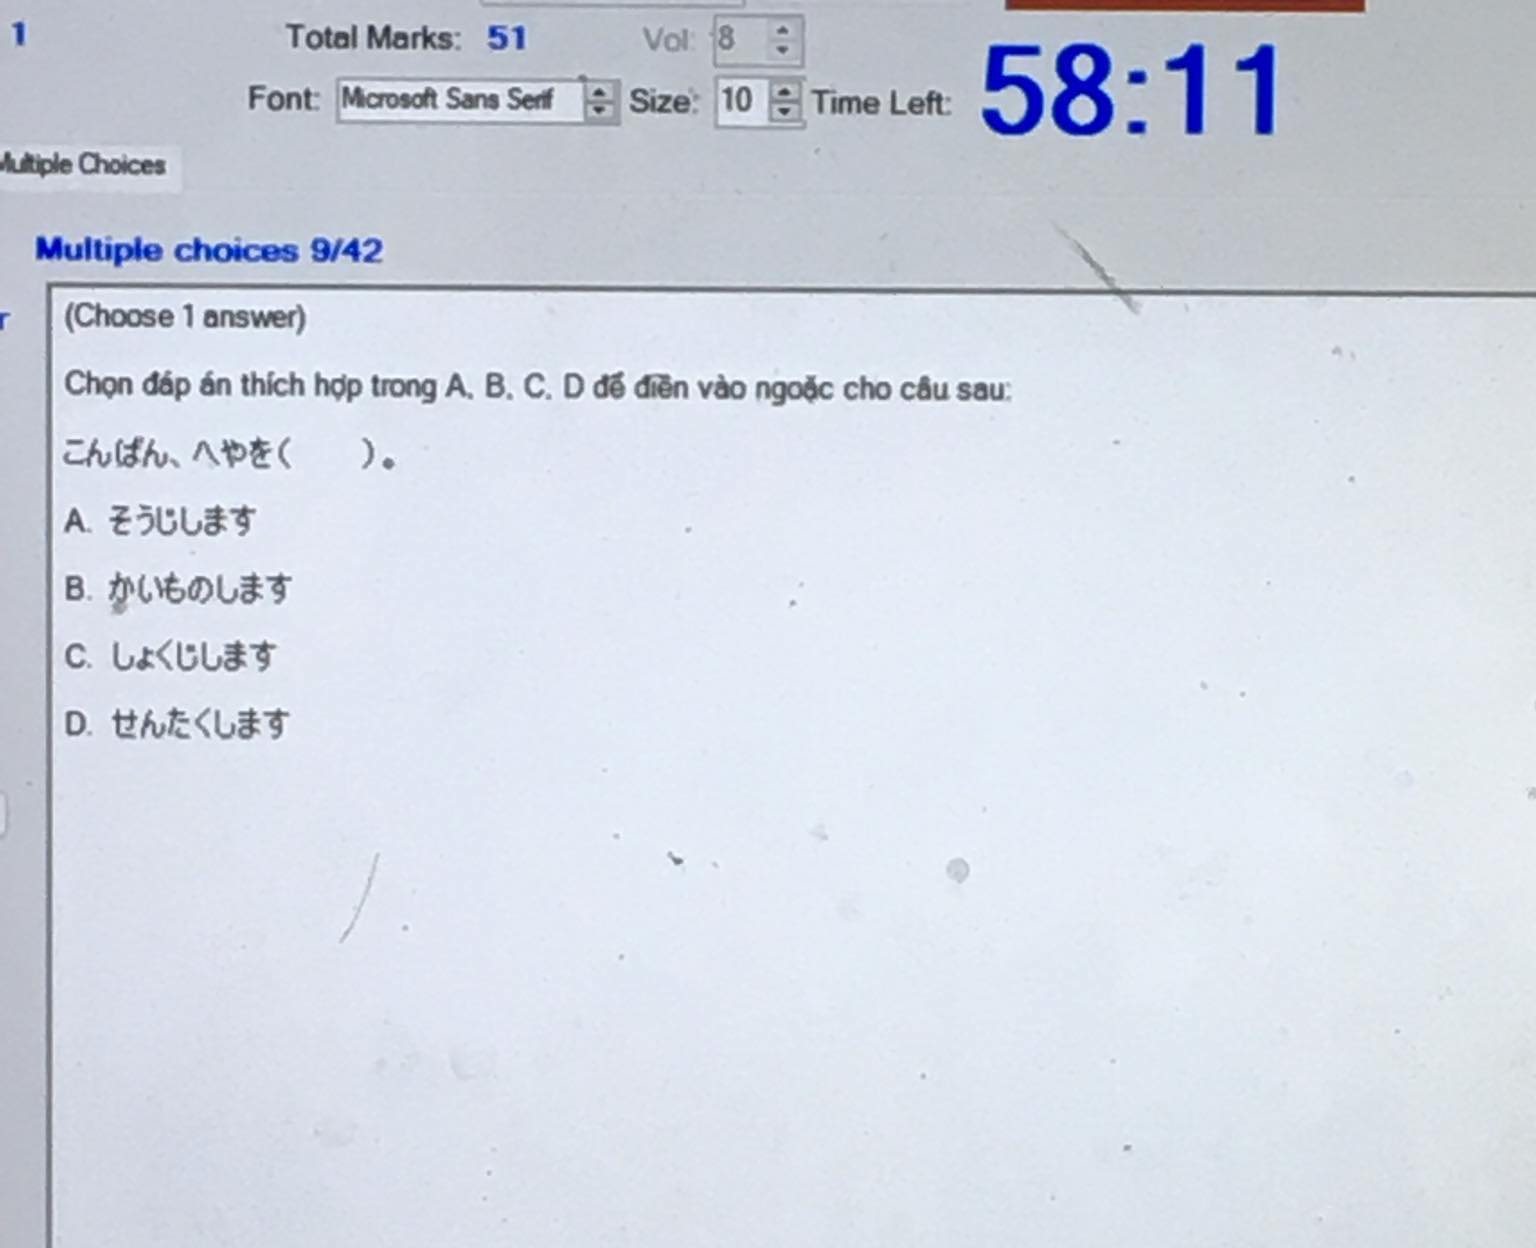 1
Total Marks: 51
Vol: 8
Font: Microsoft Sans Serif
Size: 10
Time Left: 58:11
Multiple Choices
Multiple choices 9/42
(Choose 1 answer)
Chọn đáp án thích hợp trong A, B, C, D để điền vào ngoặc cho câu sau:
こんばん、へやを( )。
A. そうじします
B. かいものします
C. しょくじします
D. せんたくします